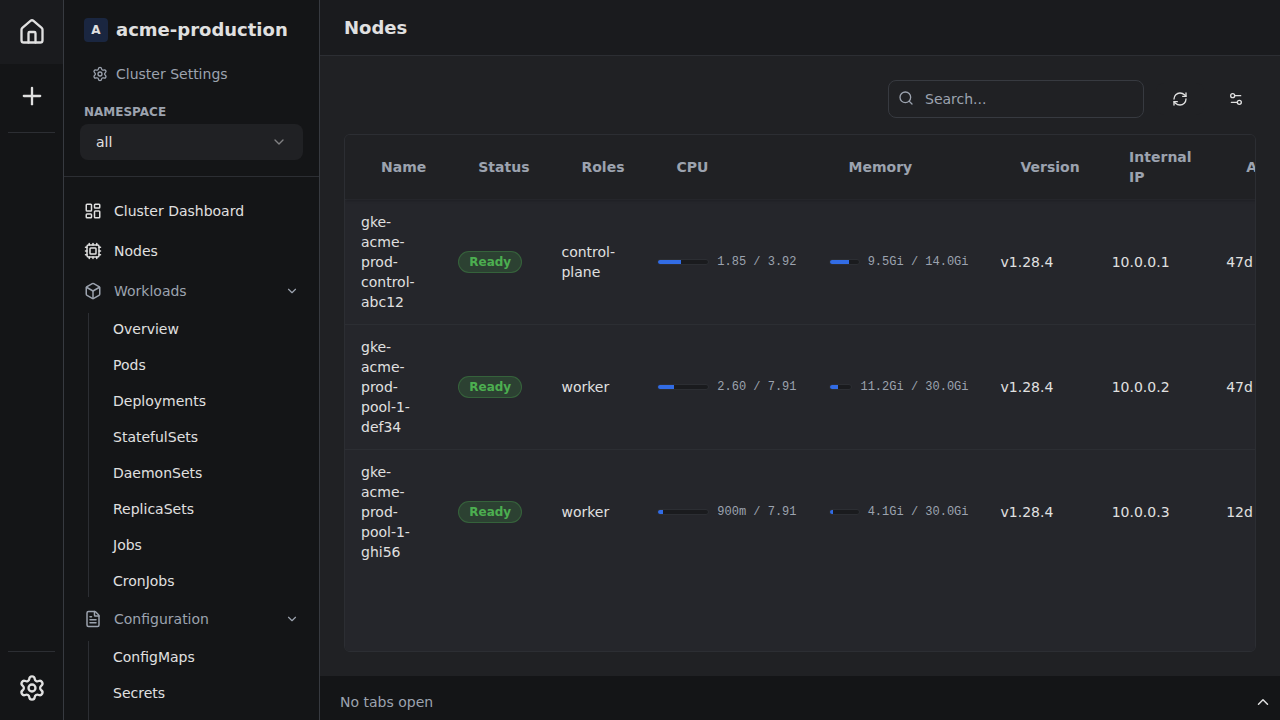 A acme-production
Cluster Settings
NAMESPACE
all
Cluster Dashboard
Nodes
Workloads
Overview
Pods
Deployments
StatefulSets
DaemonSets
ReplicaSets
Jobs
CronJobs
Configuration
ConfigMaps
Secrets
Nodes
Search...
Name Status Roles CPU Memory Version Internal IP A
gke-
acme-
prod-
control-
abc12
Ready
control-
plane
1.85 / 3.92
9.5Gi / 14.0Gi
v1.28.4
10.0.0.1
47d
gke-
acme-
prod-
pool-1-
def34
Ready
worker
2.60 / 7.91
11.2Gi / 30.0Gi
v1.28.4
10.0.0.2
47d
gke-
acme-
prod-
pool-1-
ghi56
Ready
worker
900m / 7.91
4.1Gi / 30.0Gi
v1.28.4
10.0.0.3
12d
No tabs open